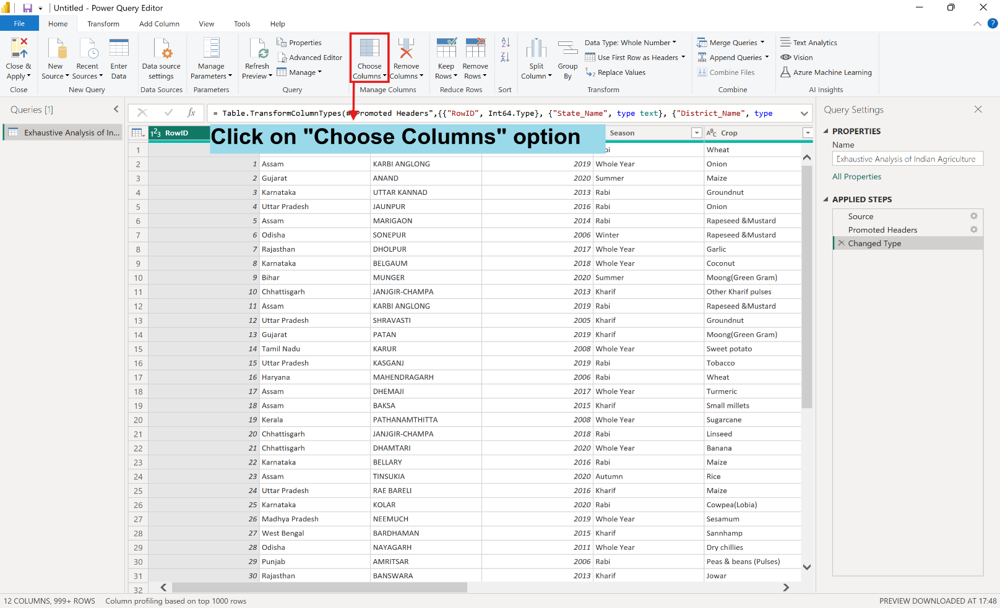 Untitled - Power Query Editor
File Home Transform Add Column View Tools Help
Close & Apply
New Source
Recent Sources
Enter Data
Data source settings
Manage Parameters
Refresh Preview
Properties
Advanced Editor
Manage
Choose Columns
Remove Columns
Keep Rows
Remove Rows
Split Column
Group By
Data Type: Whole Number
Use First Row as Headers
Replace Values
Merge Queries
Append Queries
Combine Files
Text Analytics
Vision
Azure Machine Learning
Close New Query Data Sources Parameters Query Manage Columns Reduce Rows Sort Transform Combine AI Insights
Queries [1]
Exhaustive Analysis of In...
fx = Table.TransformColumnTypes(#"Promoted Headers",{{"RowID", Int64.Type}, {"State_Name", type text}, {"District_Name", type
Click on "Choose Columns" option
1²3 RowID Season ABC Crop
1 Wheat
2 1 Assam KARBI ANGLONG 2019 Whole Year Onion
3 2 Gujarat ANAND 2020 Summer Maize
4 3 Karnataka UTTAR KANNAD 2013 Rabi Groundnut
5 4 Uttar Pradesh JAUNPUR 2016 Rabi Onion
6 5 Assam MARIGAON 2014 Rabi Rapeseed &Mustard
7 6 Odisha SONEPUR 2006 Winter Rapeseed &Mustard
8 7 Rajasthan DHOLPUR 2017 Whole Year Garlic
9 8 Karnataka BELGAUM 2018 Whole Year Coconut
10 9 Bihar MUNGER 2020 Summer Moong(Green Gram)
11 10 Chhattisgarh JANJGIR-CHAMPA 2013 Kharif Other Kharif pulses
12 11 Assam KARBI ANGLONG 2019 Rabi Rapeseed &Mustard
13 12 Uttar Pradesh SHRAVASTI 2005 Kharif Groundnut
14 13 Gujarat PATAN 2019 Kharif Moong(Green Gram)
15 14 Tamil Nadu KARUR 2008 Whole Year Sweet potato
16 15 Uttar Pradesh KASGANJ 2019 Rabi Tobacco
17 16 Haryana MAHENDRAGARH 2006 Rabi Wheat
18 17 Assam DHEMAJI 2017 Whole Year Turmeric
19 18 Assam BAKSA 2015 Kharif Small millets
20 19 Kerala PATHANAMTHITTA 2008 Whole Year Sugarcane
21 20 Chhattisgarh JANJGIR-CHAMPA 2018 Rabi Linseed
22 21 Chhattisgarh DHAMTARI 2020 Whole Year Banana
23 22 Karnataka BELLARY 2016 Rabi Maize
24 23 Assam TINSUKIA 2020 Autumn Rice
25 24 Uttar Pradesh RAE BARELI 2016 Kharif Maize
26 25 Karnataka KOLAR 2020 Rabi Cowpea(Lobia)
27 26 Madhya Pradesh NEEMUCH 2019 Whole Year Sesamum
28 27 West Bengal BARDHAMAN 2015 Kharif Sannhamp
29 28 Odisha NAYAGARH 2011 Whole Year Dry chillies
30 29 Punjab AMRITSAR 2006 Rabi Peas & beans (Pulses)
31 30 Rajasthan BANSWARA 2013 Kharif Jowar
32
Query Settings
PROPERTIES
Name
Exhaustive Analysis of Indian Agriculture
All Properties
APPLIED STEPS
Source
Promoted Headers
Changed Type
12 COLUMNS, 999+ ROWS Column profiling based on top 1000 rows PREVIEW DOWNLOADED AT 17:48